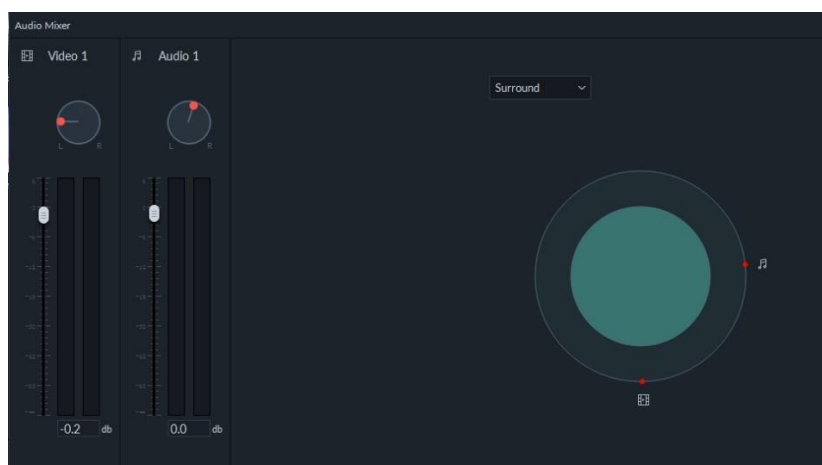 Audio Mixer
Video 1
Audio 1
Surround
L R
L R
-0.2 db
0.0 db